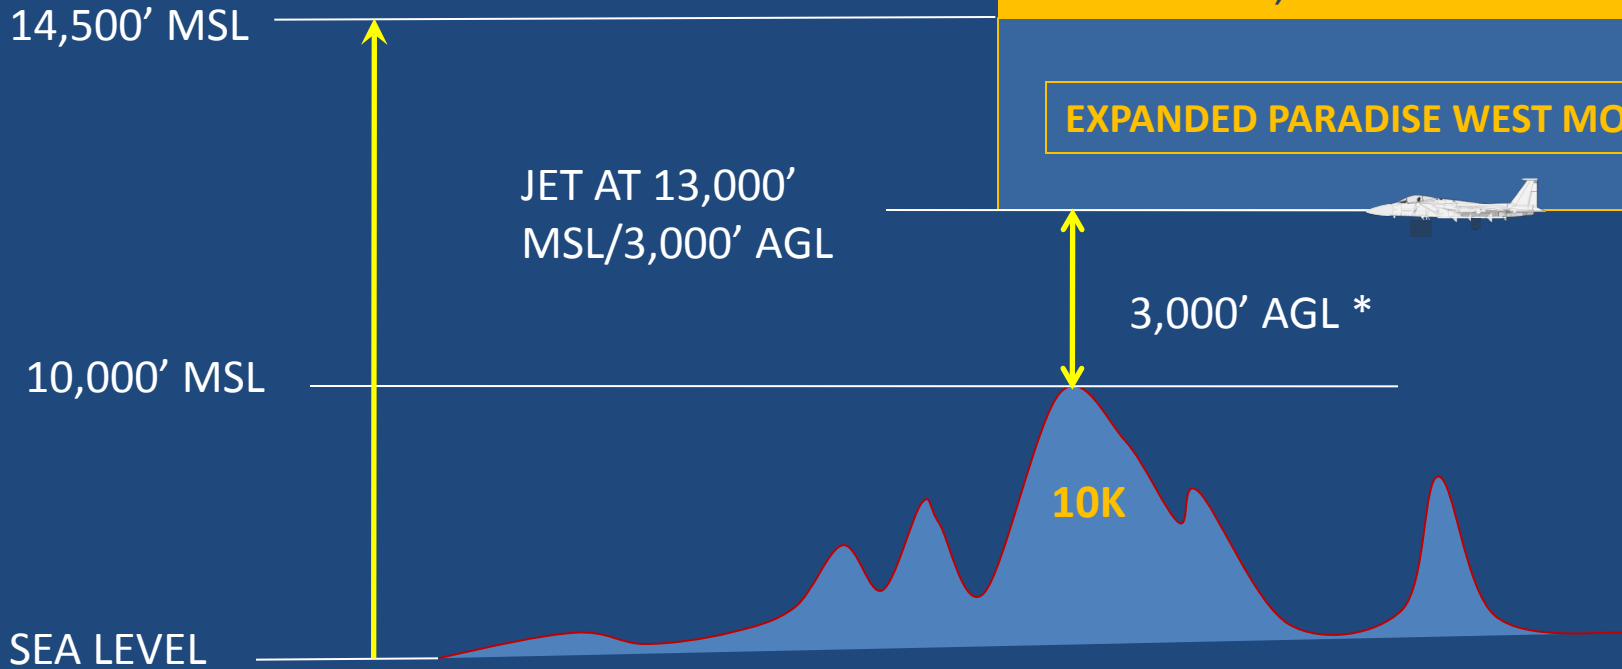 14,500’ MSL
EXPANDED PARADISE WEST
JET AT 13,000’
MSL/3,000’ AGL
3,000’ AGL *
10,000’ MSL
10K
SEA LEVEL